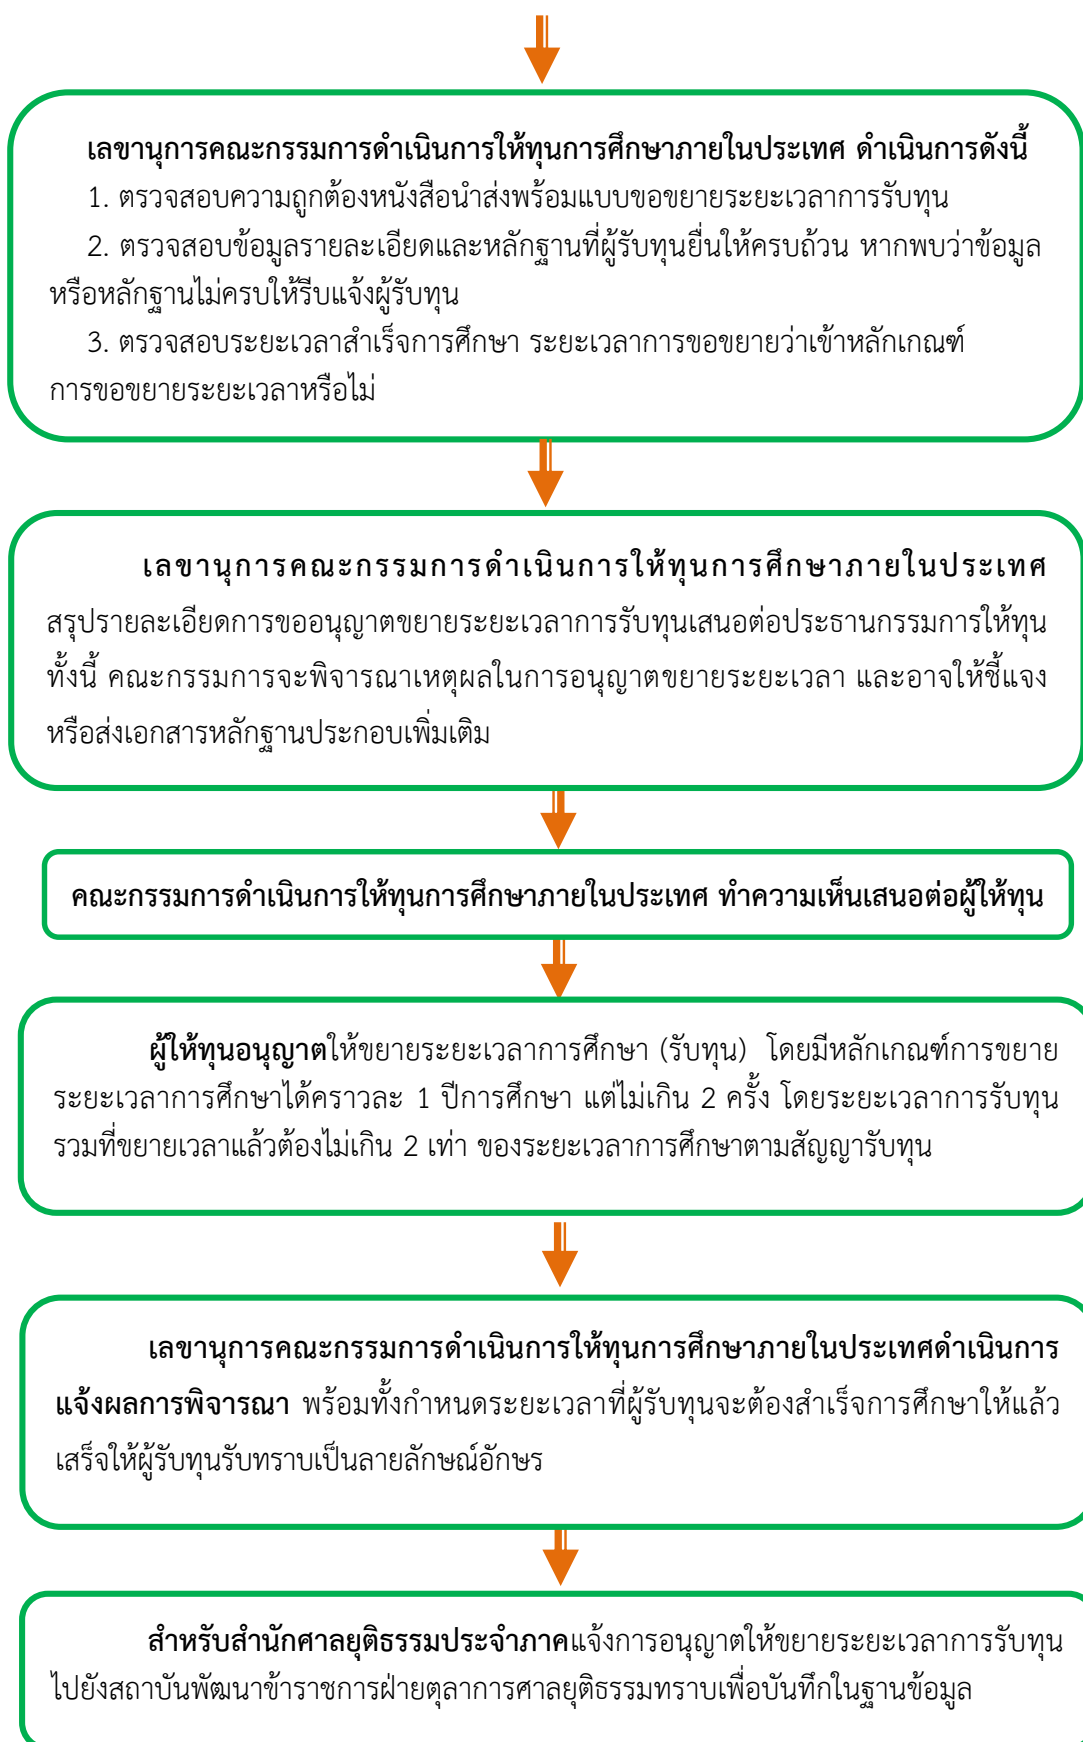 เลขานุการคณะกรรมการดำเนินการให้ทุนการศึกษาภายในประเทศ ดำเนินการดังนี้
1. ตรวจสอบความถูกต้องหนังสือนำส่งพร้อมแบบขอขยายระยะเวลาการรับทุน
2. ตรวจสอบข้อมูลรายละเอียดและหลักฐานที่ผู้รับทุนยื่นให้ครบถ้วน หากพบว่าข้อมูล
หรือหลักฐานไม่ครบให้รีบแจ้งผู้รับทุน
3. ตรวจสอบระยะเวลาสำเร็จการศึกษา ระยะเวลาการขอขยายว่าเข้าหลักเกณฑ์
การขอขยายระยะเวลาหรือไม่
เลขานุการคณะกรรมการดำเนินการให้ทุนการศึกษาภายในประเทศ
สรุปรายละเอียดการขออนุญาตขยายระยะเวลาการรับทุนเสนอต่อประธานกรรมการให้ทุน
ทั้งนี้ คณะกรรมการจะพิจารณาเหตุผลในการอนุญาตขยายระยะเวลา และอาจให้ชี้แจง
หรือส่งเอกสารหลักฐานประกอบเพิ่มเติม
คณะกรรมการดำเนินการให้ทุนการศึกษาภายในประเทศ ทำความเห็นเสนอต่อผู้ให้ทุน
ผู้ให้ทุนอนุญาตให้ขยายระยะเวลาการศึกษา (รับทุน) โดยมีหลักเกณฑ์การขยาย
ระยะเวลาการศึกษาได้คราวละ 1 ปีการศึกษา แต่ไม่เกิน 2 ครั้ง โดยระยะเวลาการรับทุน
รวมที่ขยายเวลาแล้วต้องไม่เกิน 2 เท่า ของระยะเวลาการศึกษาตามสัญญารับทุน
เลขานุการคณะกรรมการดำเนินการให้ทุนการศึกษาภายในประเทศดำเนินการ
แจ้งผลการพิจารณา พร้อมทั้งกำหนดระยะเวลาที่ผู้รับทุนจะต้องสำเร็จการศึกษาให้แล้ว
เสร็จให้ผู้รับทุนรับทราบเป็นลายลักษณ์อักษร
สำหรับสำนักศาลยุติธรรมประจำภาคแจ้งการอนุญาตให้ขยายระยะเวลาการรับทุน
ไปยังสถาบันพัฒนาข้าราชการฝ่ายตุลาการศาลยุติธรรมทราบเพื่อบันทึกในฐานข้อมูล